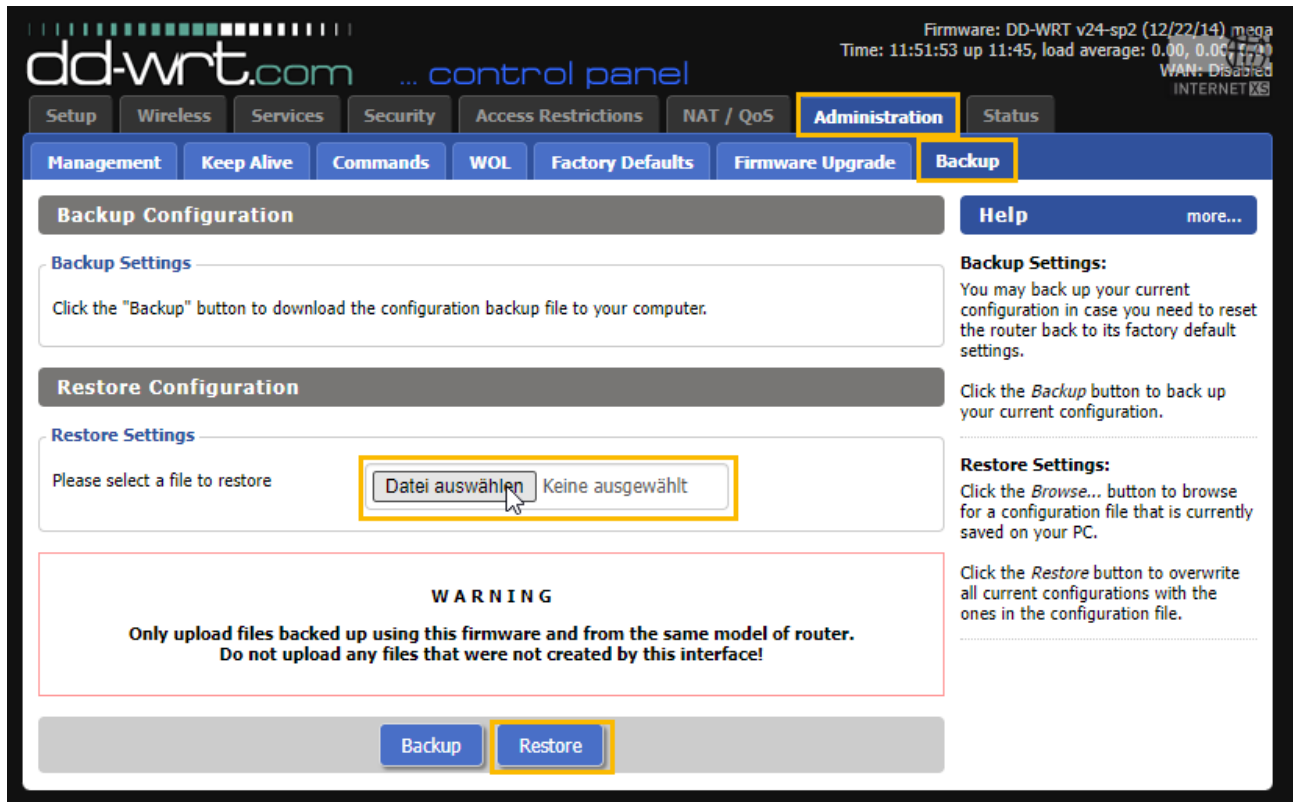 dd-wrt.com ... control panel
Firmware: DD-WRT v24-sp2 (12/22/14) mega
Time: 11:51:53 up 11:45, load average: 0.00, 0.00,
WAN: Disabled
INTERNET XS
Setup Wireless Services Security Access Restrictions NAT / QoS Administration Status
Management Keep Alive Commands WOL Factory Defaults Firmware Upgrade Backup
Backup Configuration
Backup Settings
Click the "Backup" button to download the configuration backup file to your computer.
Restore Configuration
Restore Settings
Please select a file to restore Datei auswählen Keine ausgewählt
W A R N I N G
Only upload files backed up using this firmware and from the same model of router.
Do not upload any files that were not created by this interface!
Backup Restore
Help more...
Backup Settings:
You may back up your current
configuration in case you need to reset
the router back to its factory default
settings.
Click the Backup button to back up
your current configuration.
Restore Settings:
Click the Browse... button to browse
for a configuration file that is currently
saved on your PC.
Click the Restore button to overwrite
all current configurations with the
ones in the configuration file.